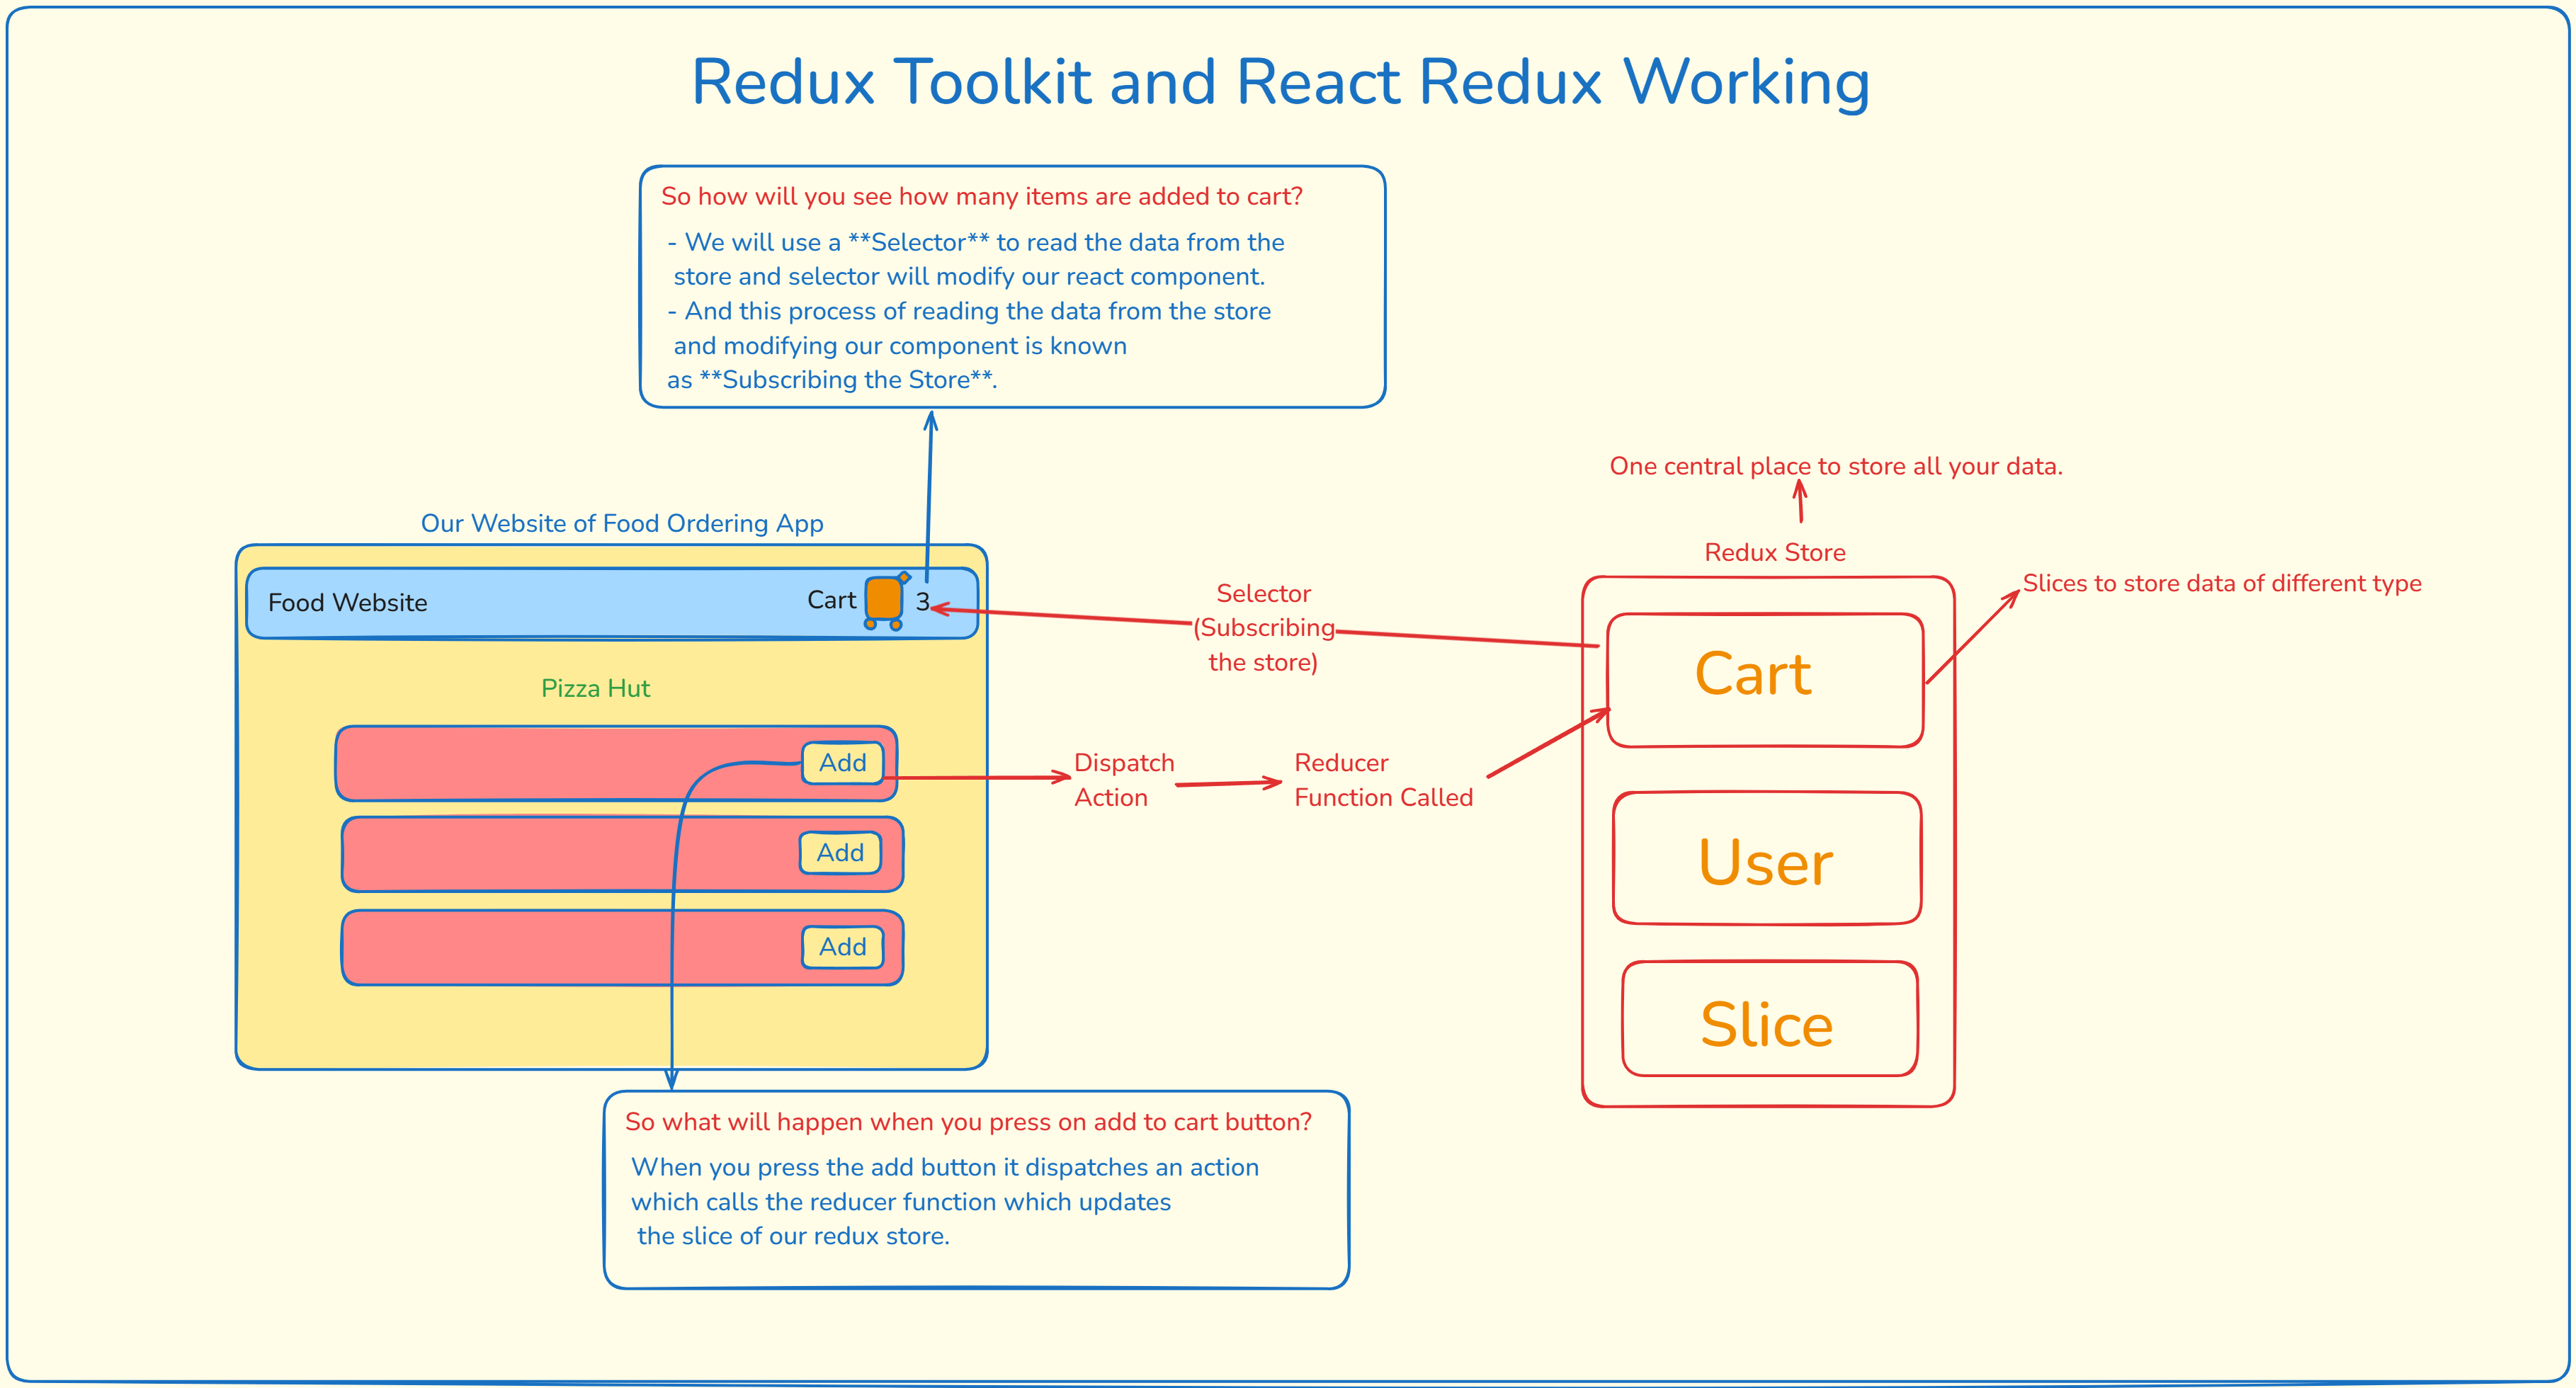 Redux Toolkit and React Redux Working
So how will you see how many items are added to cart?
- We will use a **Selector** to read the data from the
store and selector will modify our react component.
- And this process of reading the data from the store
and modifying our component is known
as **Subscribing the Store**.
One central place to store all your data.
Our Website of Food Ordering App
Redux Store
Slices to store data of different type
Food Website
Cart
3
Selector
(Subscribing
the store)
Cart
Pizza Hut
Add
Dispatch
Action
Reducer
Function Called
Add
User
Add
Slice
So what will happen when you press on add to cart button?
When you press the add button it dispatches an action
which calls the reducer function which updates
the slice of our redux store.